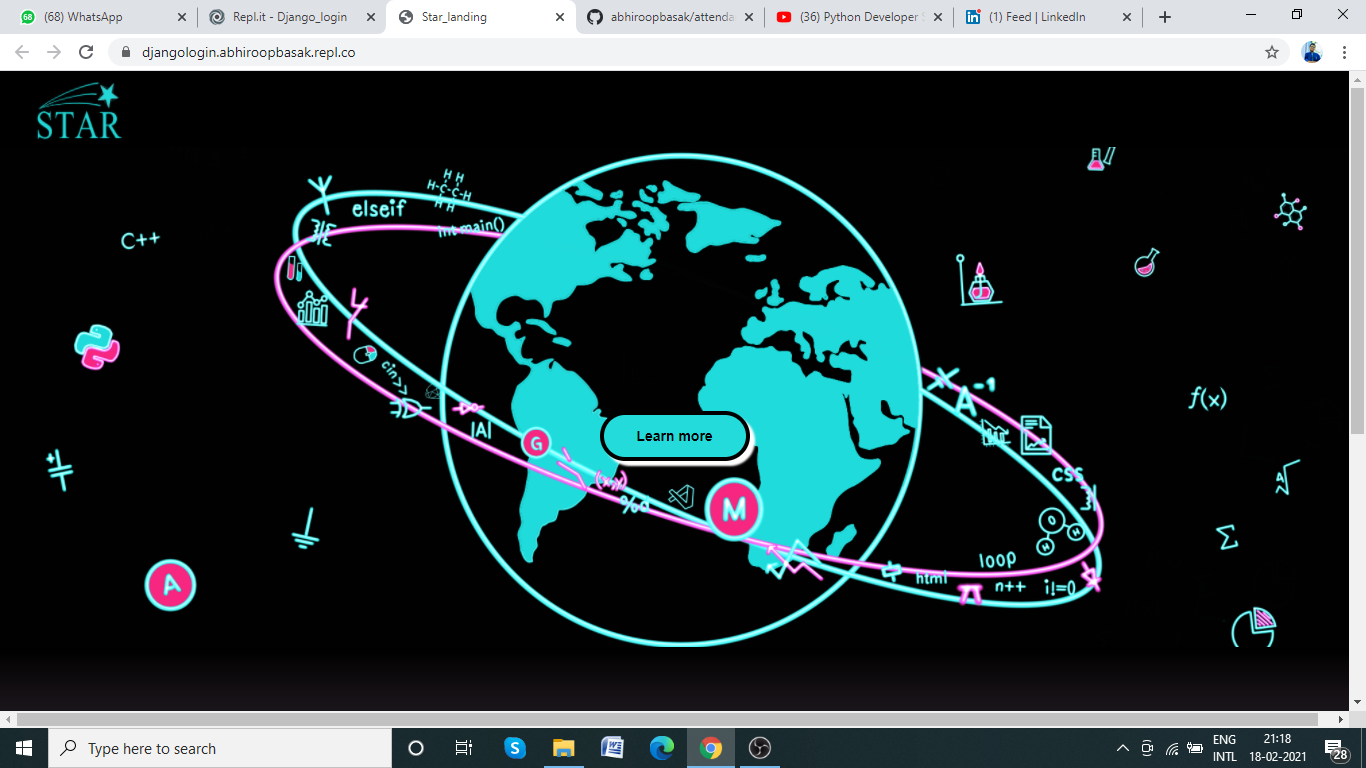 (68) WhatsApp
Repl.it - Django_login
Star_landing
abhiroopbasak/attenda
(36) Python Developer S
(1) Feed | LinkedIn
djangologin.abhiroopbasak.repl.co
STAR
H H
H-C-C-H
H H
elseif
int main()
C++
cin>>
|A|
G
(x,y)
%d
M
A
A⁻¹
f(x)
css
A√
O
H H
Σ
loop
html
π
n++
i!=0
Learn more
Type here to search
S
W
ENG
INTL
21:18
18-02-2021
28